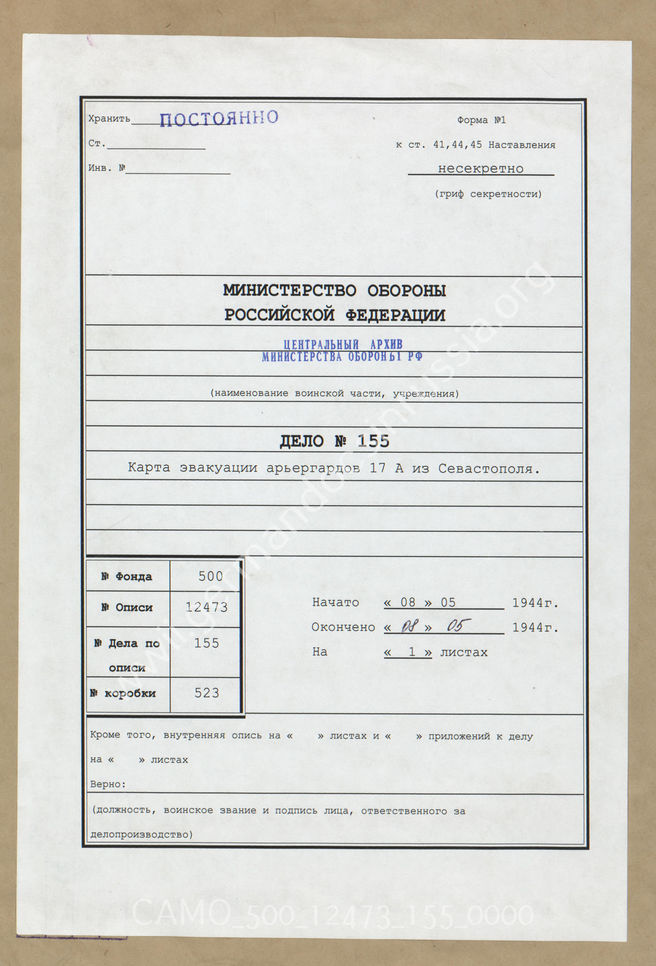 Хранить ПОСТОЯННО
Форма №1
Ст.
к ст. 41,44,45 Наставления
Инв. №
несекретно
(гриф секретности)
МИНИСТЕРСТВО ОБОРОНЫ
РОССИЙСКОЙ ФЕДЕРАЦИИ
ЦЕНТРАЛЬНЫЙ АРХИВ
МИНИСТЕРСТВА ОБОРОНЫ РФ
(наименование воинской части, учреждения)
ДЕЛО № 155
Карта эвакуации арьергардов 17 А из Севастополя.
№ Фонда 500
№ Описи 12473
№ Дела по описи 155
№ коробки 523
Начато « 08 » 05 1944г.
Окончено « 08 » 05 1944г.
На « 1 » листах
Кроме того, внутренняя опись на « » листах и « » приложений к делу
на « » листах
Верно:
(должность, воинское звание и подпись лица, ответственного за
делопроизводство)
www.germandocsinrussia.org
CAMO_500_12473_155_0000